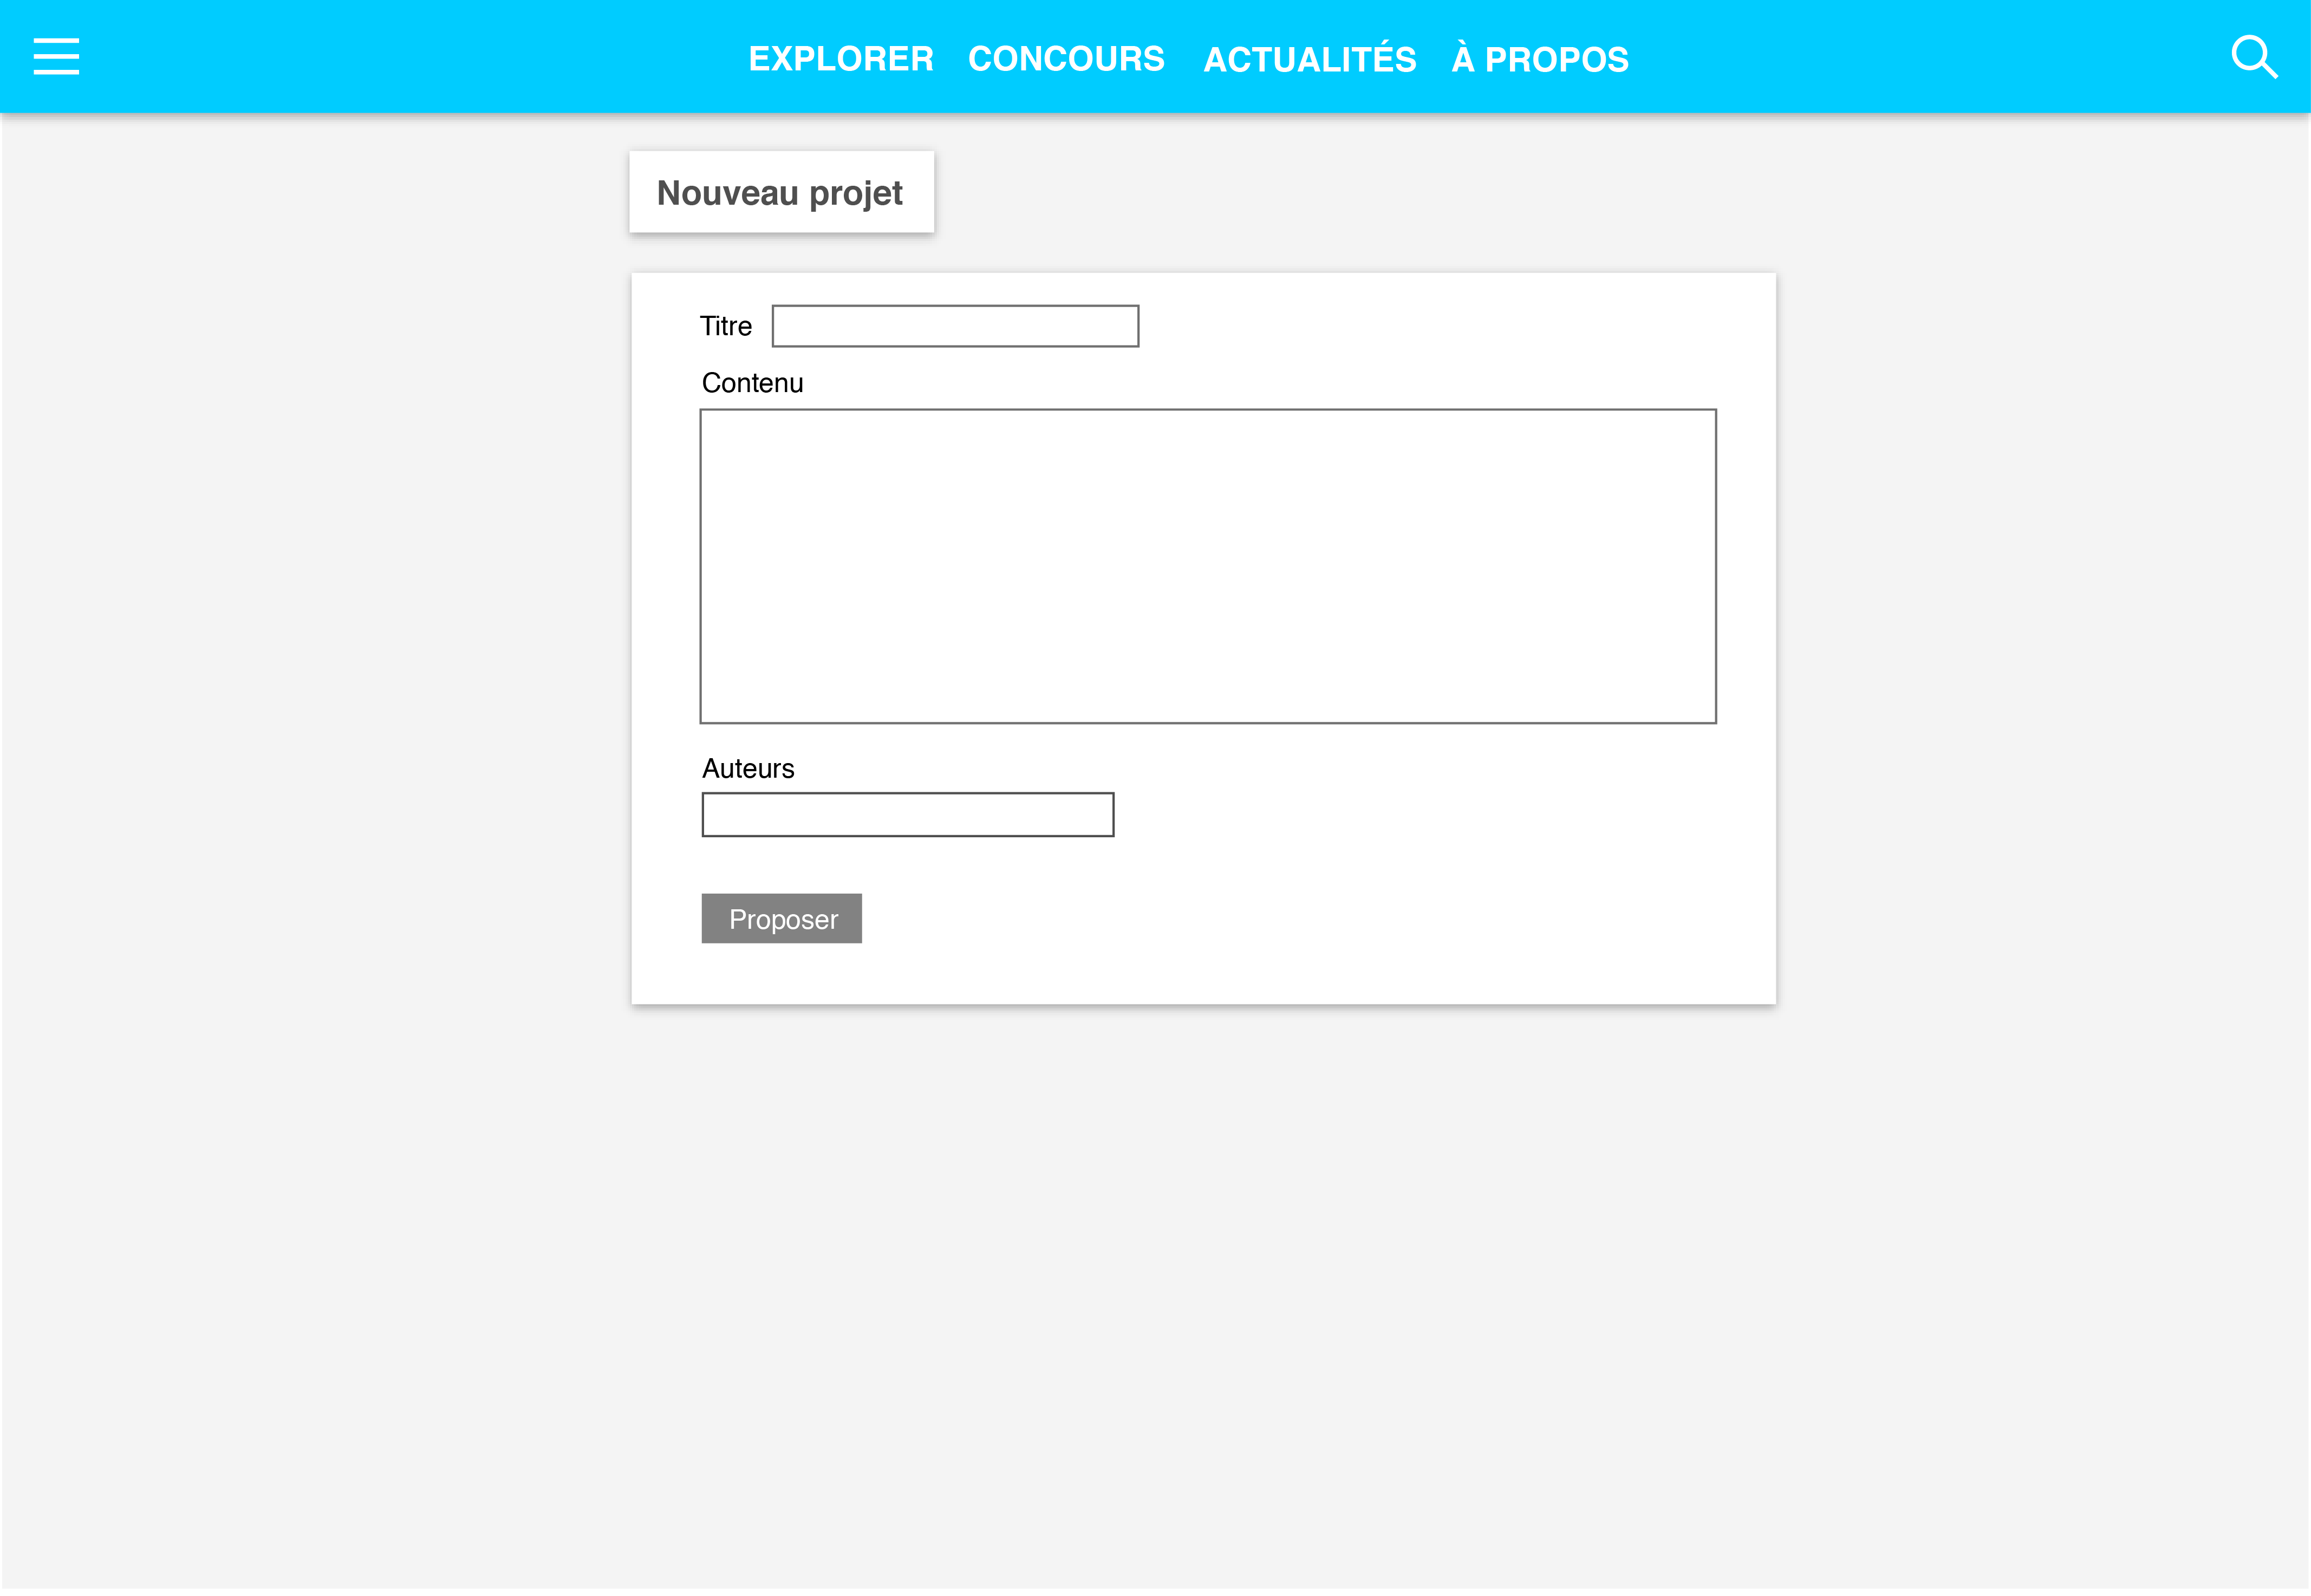 EXPLORER CONCOURS ACTUALITÉS À PROPOS
Nouveau projet
Titre
Contenu
Auteurs
Proposer